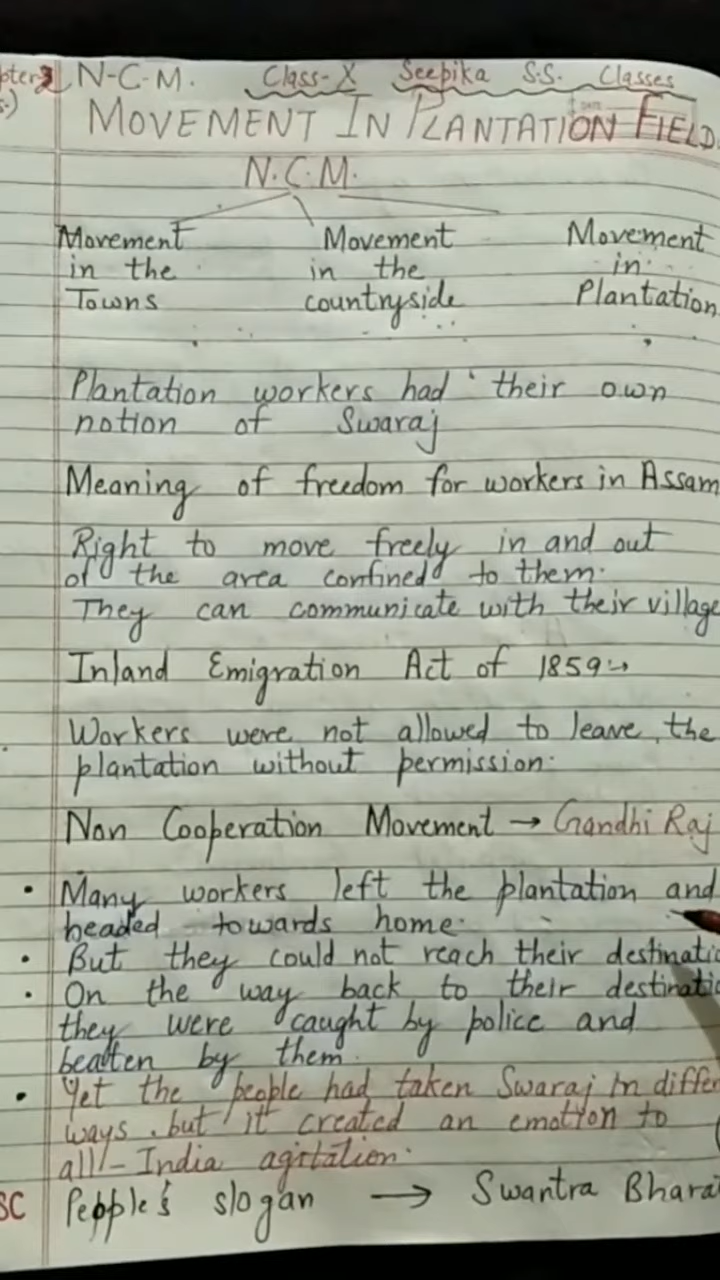 N-C-M. Class-X Seepika S.S. Classes
MOVEMENT IN PLANTATION FIELD
N.C.M.
Movement in the Towns
Movement in the countryside
Movement in Plantation
Plantation workers had their own
notion of Swaraj
Meaning of freedom for workers in Assam
Right to move freely in and out
of the area confined to them.
They can communicate with their village
Inland Emigration Act of 1859
Workers were not allowed to leave the
plantation without permission.
Non Cooperation Movement → Gandhi Raj
• Many workers left the plantation and
headed towards home.
• But they could not reach their destinatio
• On the way back to their destinatio
they were caught by police and
beaten by them.
• Yet the people had taken Swaraj in differ
ways. but it created an emotion to
all-India agitation.
SC People's slogan → Swantra Bharat